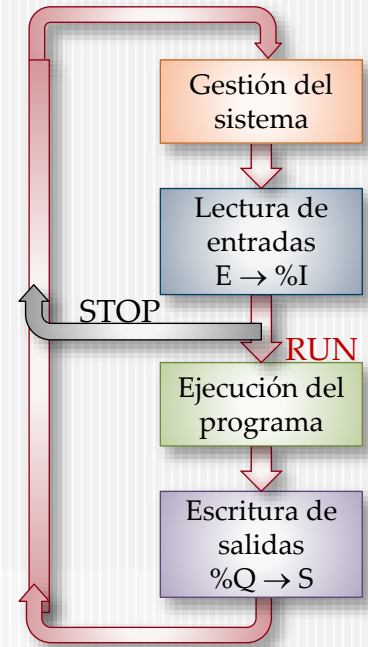 Gestión del
sistema
Lectura de
entradas
E → %I
STOP
RUN
Ejecución del
programa
Escritura de
salidas
%Q → S